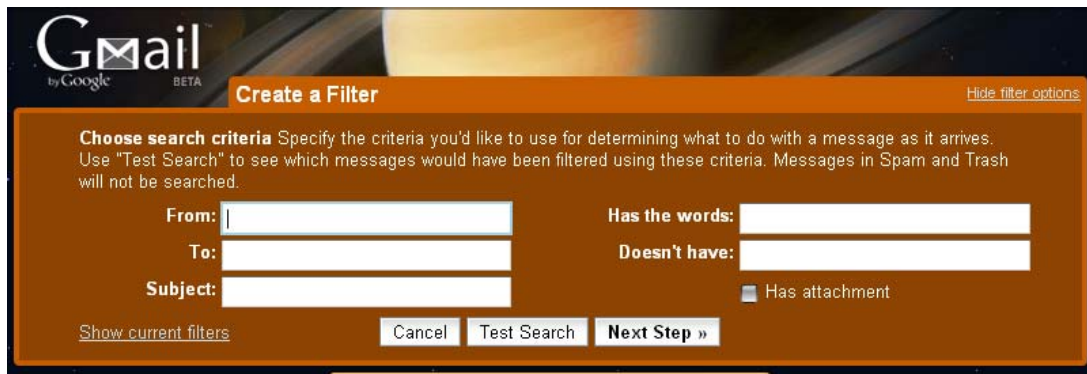 Gmail
by Google BETA
Create a Filter
Hide filter options
Choose search criteria Specify the criteria you'd like to use for determining what to do with a message as it arrives.
Use "Test Search" to see which messages would have been filtered using these criteria. Messages in Spam and Trash
will not be searched.
From:
Has the words:
To:
Doesn't have:
Subject:
Has attachment
Show current filters
Cancel
Test Search
Next Step »